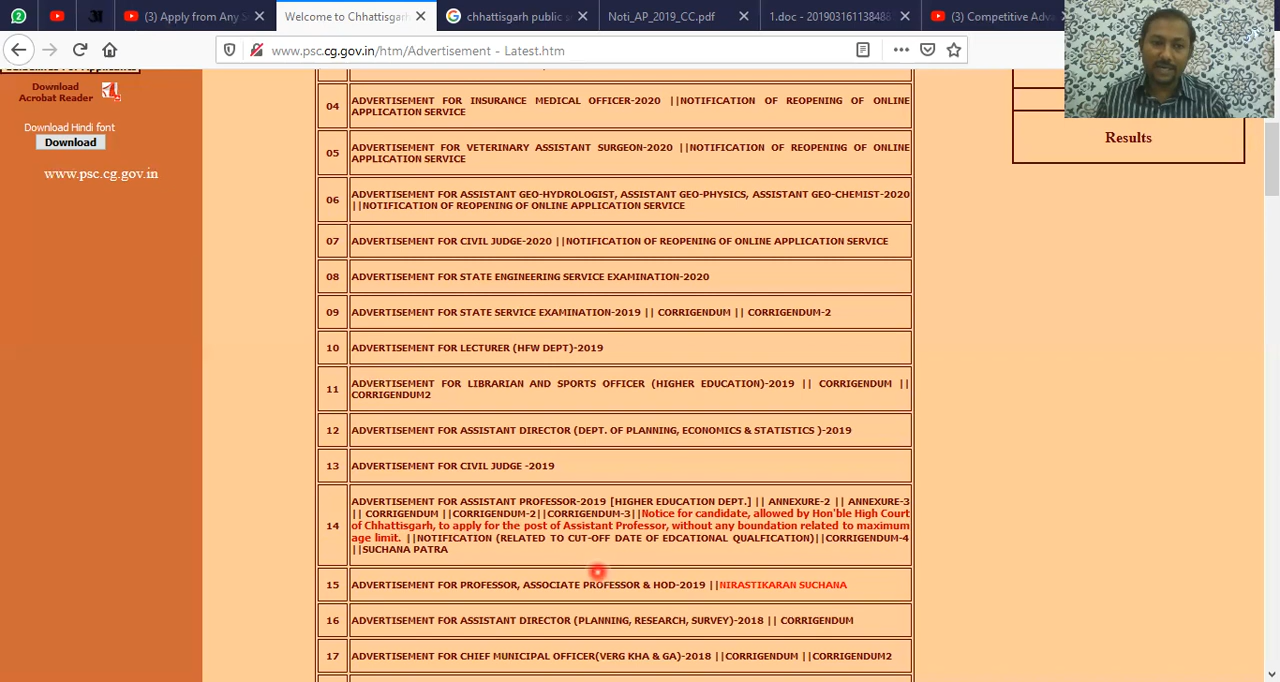 (3) Apply from Any S
Welcome to Chhattisgarh
chhattisgarh public s
Noti_AP_2019_CC.pdf
1.doc - 2019031611384881
(3) Competitive Adva
www.psc.cg.gov.in/htm/Advertisement - Latest.htm
Download
Acrobat Reader
Download Hindi font
Download
www.psc.cg.gov.in
04 ADVERTISEMENT FOR INSURANCE MEDICAL OFFICER-2020 ||NOTIFICATION OF REOPENING OF ONLINE
APPLICATION SERVICE
05 ADVERTISEMENT FOR VETERINARY ASSISTANT SURGEON-2020 ||NOTIFICATION OF REOPENING OF ONLINE
APPLICATION SERVICE
06 ADVERTISEMENT FOR ASSISTANT GEO-HYDROLOGIST, ASSISTANT GEO-PHYSICS, ASSISTANT GEO-CHEMIST-2020
||NOTIFICATION OF REOPENING OF ONLINE APPLICATION SERVICE
07 ADVERTISEMENT FOR CIVIL JUDGE-2020 ||NOTIFICATION OF REOPENING OF ONLINE APPLICATION SERVICE
08 ADVERTISEMENT FOR STATE ENGINEERING SERVICE EXAMINATION-2020
09 ADVERTISEMENT FOR STATE SERVICE EXAMINATION-2019 || CORRIGENDUM || CORRIGENDUM-2
10 ADVERTISEMENT FOR LECTURER (HFW DEPT)-2019
11 ADVERTISEMENT FOR LIBRARIAN AND SPORTS OFFICER (HIGHER EDUCATION)-2019 || CORRIGENDUM ||
CORRIGENDUM2
12 ADVERTISEMENT FOR ASSISTANT DIRECTOR (DEPT. OF PLANNING, ECONOMICS & STATISTICS )-2019
13 ADVERTISEMENT FOR CIVIL JUDGE -2019
14 ADVERTISEMENT FOR ASSISTANT PROFESSOR-2019 [HIGHER EDUCATION DEPT.] || ANNEXURE-2 || ANNEXURE-3
|| CORRIGENDUM ||CORRIGENDUM-2||CORRIGENDUM-3||Notice for candidate, allowed by Hon'ble High Court
of Chhattisgarh, to apply for the post of Assistant Professor, without any boundation related to maximum
age limit. ||NOTIFICATION (RELATED TO CUT-OFF DATE OF EDCATIONAL QUALFICATION)||CORRIGENDUM-4
||SUCHANA PATRA
15 ADVERTISEMENT FOR PROFESSOR, ASSOCIATE PROFESSOR & HOD-2019 ||NIRASTIKARAN SUCHANA
16 ADVERTISEMENT FOR ASSISTANT DIRECTOR (PLANNING, RESEARCH, SURVEY)-2018 || CORRIGENDUM
17 ADVERTISEMENT FOR CHIEF MUNICIPAL OFFICER(VERG KHA & GA)-2018 ||CORRIGENDUM ||CORRIGENDUM2
Results